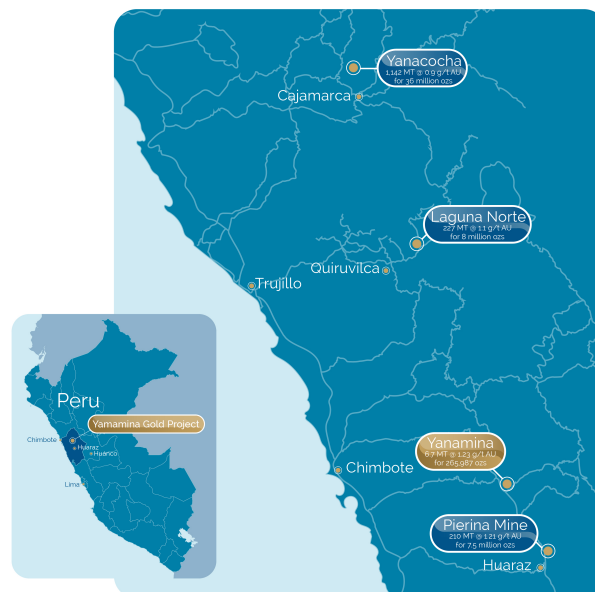 Yanacocha
1,142 MT @ 0.9 g/t AU
for 36 million ozs
Cajamarca
Laguna Norte
227 MT @ 1.1 g/t AU
for 8 million ozs
Quiruvilca
Trujillo
Yanamina
6.7 MT @ 1.23 g/t AU
for 265,987 ozs
Chimbote
Pierina Mine
210 MT @ 1.21 g/t AU
for 7.5 million ozs
Huaraz
Peru
Yamamina Gold Project
Chimbote
Huaraz
Huanco
Lima